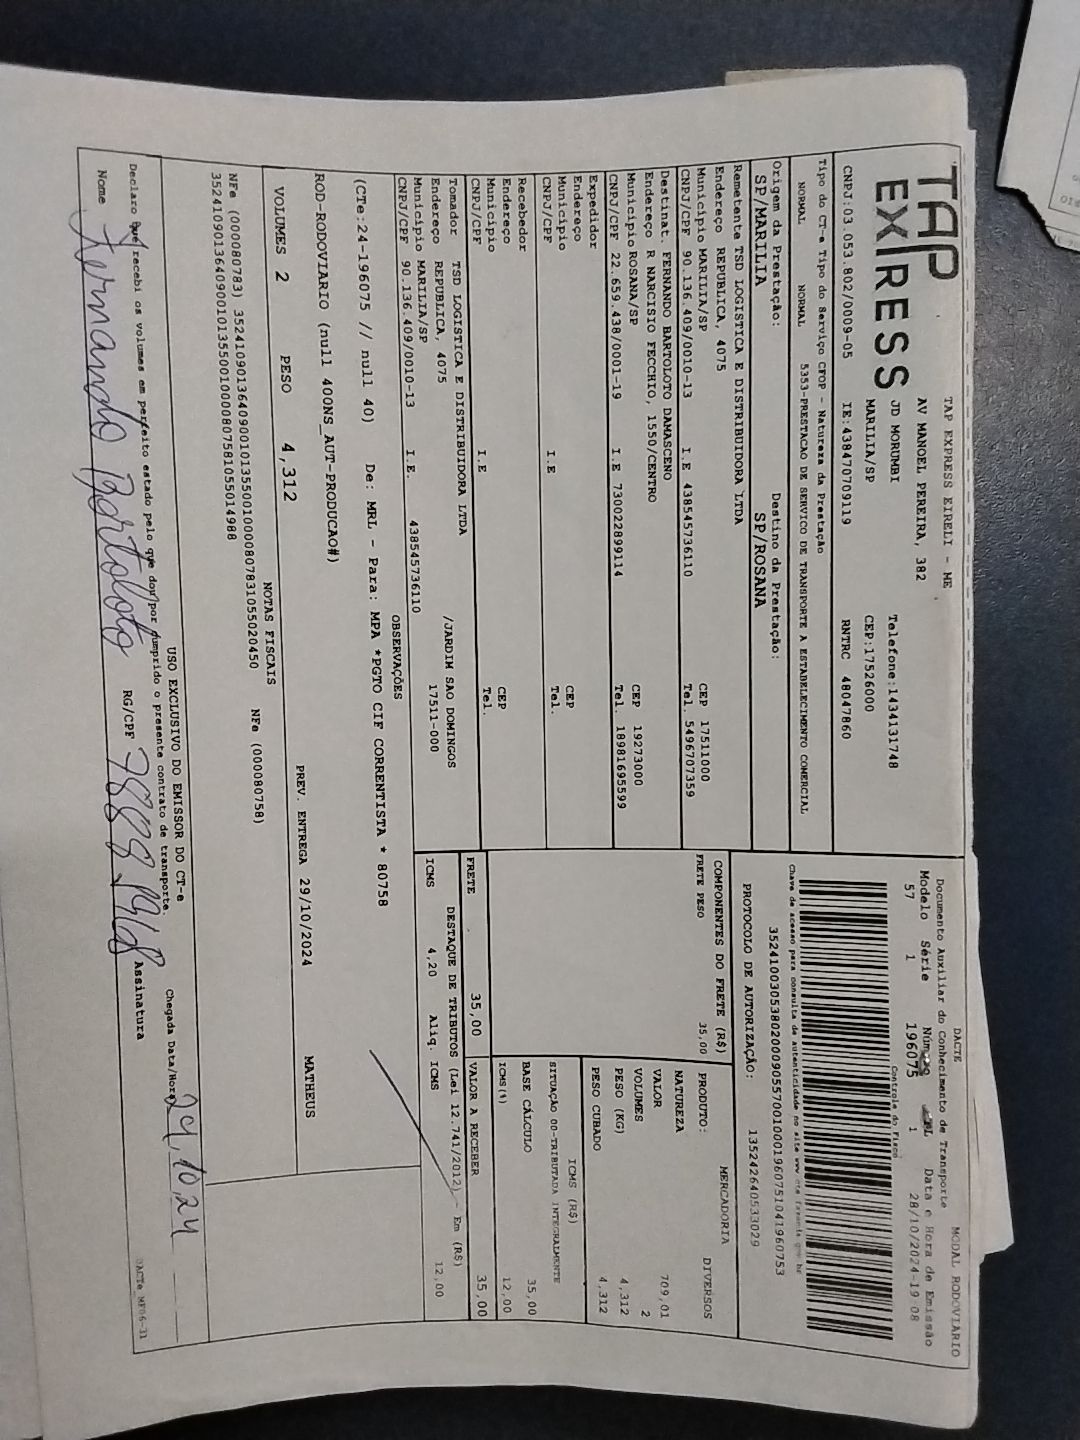 TAP
EXPRESS
TAP EXPRESS EIRELI - ME
AV MANOEL PEREIRA, 382
JD MORUMBI
Telefone:1434131748
MARILIA/SP
CEP:17526000
CNPJ:03.053.802/0009-05 IE:438470709119 RNTRC 48047860
Tipo do CT-e Tipo do Serviço CFOP - Natureza da Prestação
NORMAL NORMAL 5353-PRESTACAO DE SERVICO DE TRANSPORTE A ESTABELECIMENTO COMERCIAL
Origem da Prestação: Destino da Prestação:
SP/MARILIA SP/ROSANA
Remetente TSD LOGISTICA E DISTRIBUIDORA LTDA
Endereço REPUBLICA, 4075
Município MARILIA/SP CEP 17511000
CNPJ/CPF 90.136.409/0010-13 I.E 438545736110 Tel. 5496707359
Destinat. FERNANDO BARTOLOTO DAMASCENO
Endereço R NARCISIO FECCHIO, 1550/CENTRO
Município ROSANA/SP CEP 19273000
CNPJ/CPF 22.659.438/0001-19 I.E 730022899114 Tel. 18981695599
Expedidor
Endereço
Município CEP
CNPJ/CPF I.E Tel.
Recebedor
Endereço
Município CEP
CNPJ/CPF I.E Tel.
Tomador TSD LOGISTICA E DISTRIBUIDORA LTDA
Endereço REPUBLICA, 4075 /JARDIM SAO DOMINGOS
Município MARILIA/SP 17511-000
CNPJ/CPF 90.136.409/0010-13 I.E. 438545736110
DACTE MODAL RODOVIÁRIO
Documento Auxiliar do Conhecimento de Transporte
Modelo Série Número Data e Hora de Emissão
57 1 196075 1 28/10/2024-19:08
Controle do Fisco
Chave de acesso para consulta de autenticidade no site www.cte.fazenda.gov.br
35241003053802000905570010001960751041960753
PROTOCOLO DE AUTORIZAÇÃO: 135242640533029
COMPONENTES DO FRETE (R$)
FRETE PESO 35,00
PRODUTO: MERCADORIA
NATUREZA DIVERSOS
VALOR 709,01
VOLUMES 2
PESO (KG) 4,312
PESO CUBADO 4,312
ICMS (R$)
SITUAÇÃO 00-TRIBUTADA INTEGRALMENTE
BASE CÁLCULO 35,00
ICMS(%) 12,00
FRETE 35,00 VALOR A RECEBER 35,00
DESTAQUE DE TRIBUTOS (Lei 12.741/2012) - Em (R$)
ICMS 4,20 Alíq. ICMS 12,00
OBSERVAÇÕES
(CTe:24-196075 // null 40) De: MRL - Para: MPA *PGTO CIF CORRENTISTA * 80758
ROD-RODOVIARIO (null 400NS_AUT-PRODUCAO#)
VOLUMES 2 PESO 4,312 PREV. ENTREGA 29/10/2024 MATHEUS
NOTAS FISCAIS
NFe (000080783) 35241090136409001013550010000807831055020450 NFe (000080758)
35241090136409001013550010000807581055014988
USO EXCLUSIVO DO EMISSOR DO CT-e
Declaro que recebi os volumes em perfeito estado pelo que dou por cumprido o presente contrato de transporte.
Chegada Data/Hora 29,10,24
Nome Fernando Bartoloto RG/CPF Assinatura
DACTe_MF06-31